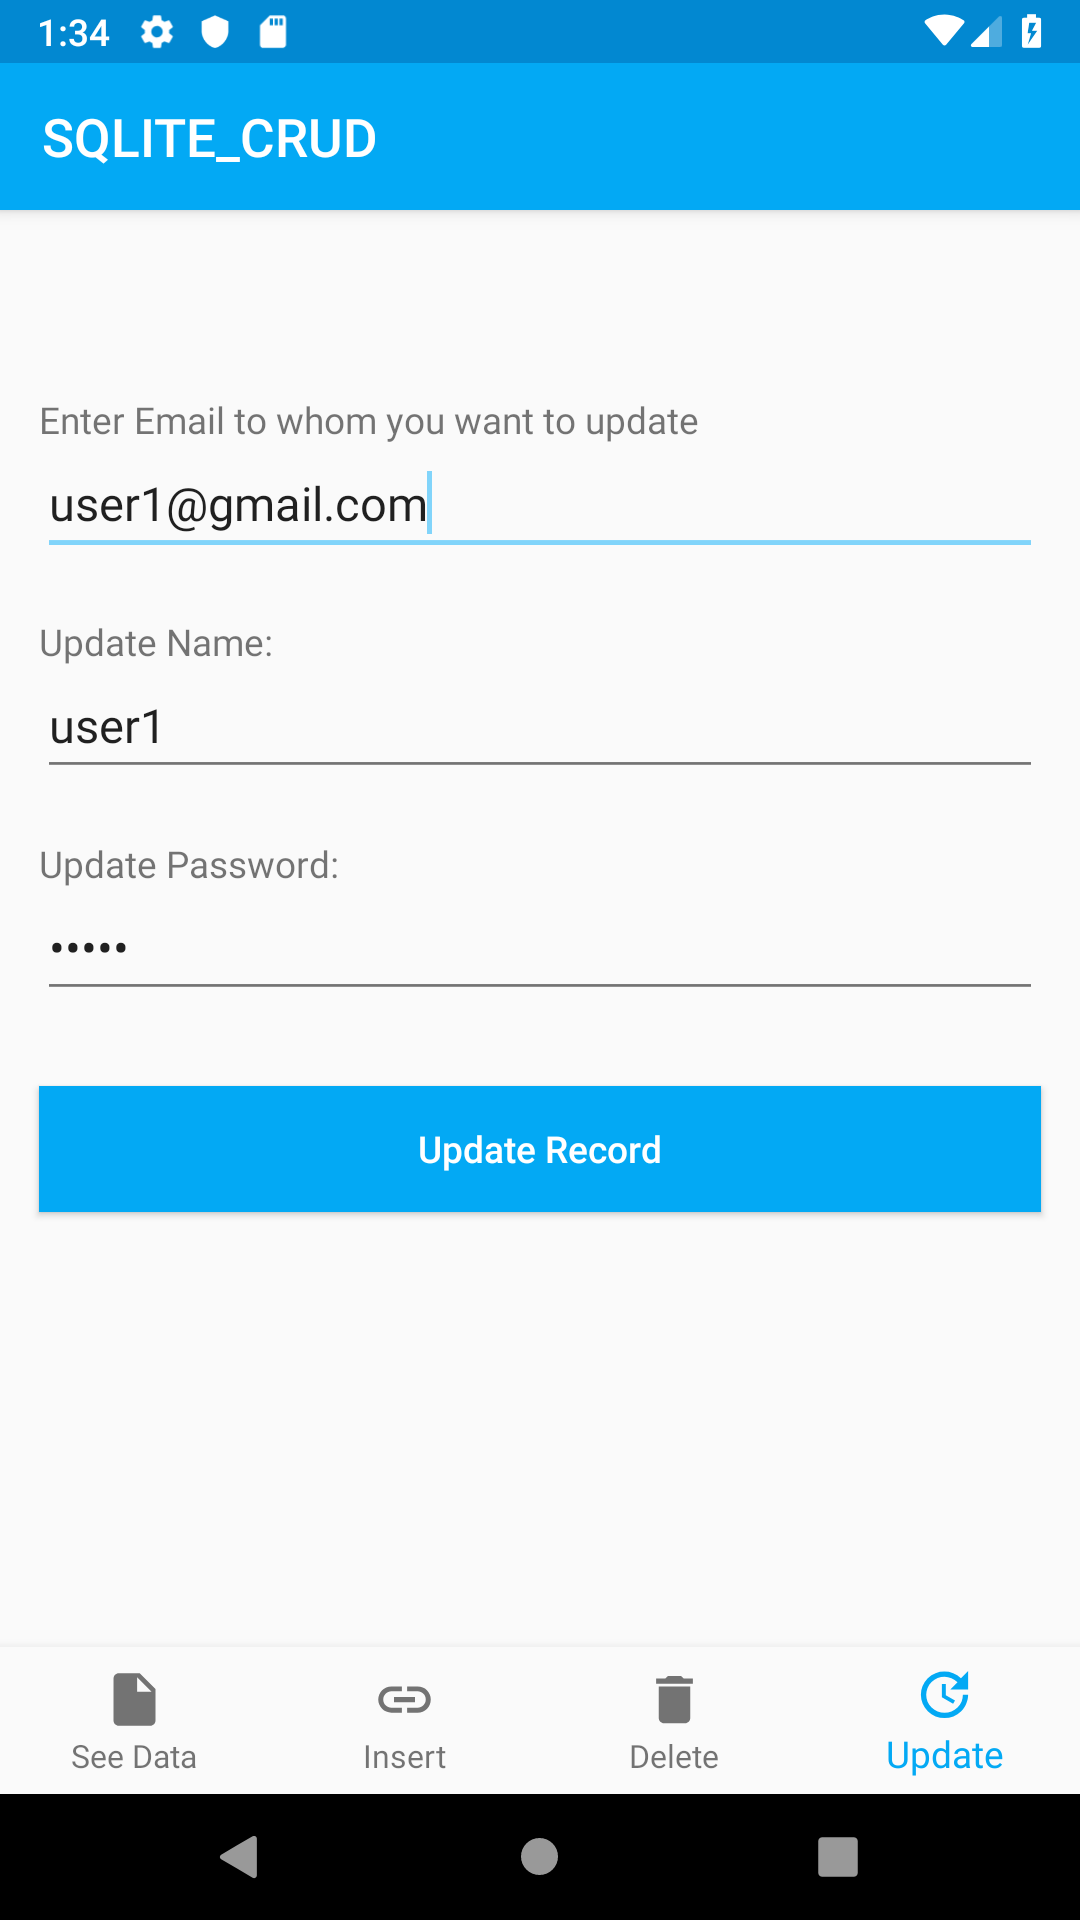 1:34
SQLITE_CRUD
Enter Email to whom you want to update
user1@gmail.com
Update Name:
user1
Update Password:
•••••
Update Record
See Data
Insert
Delete
Update